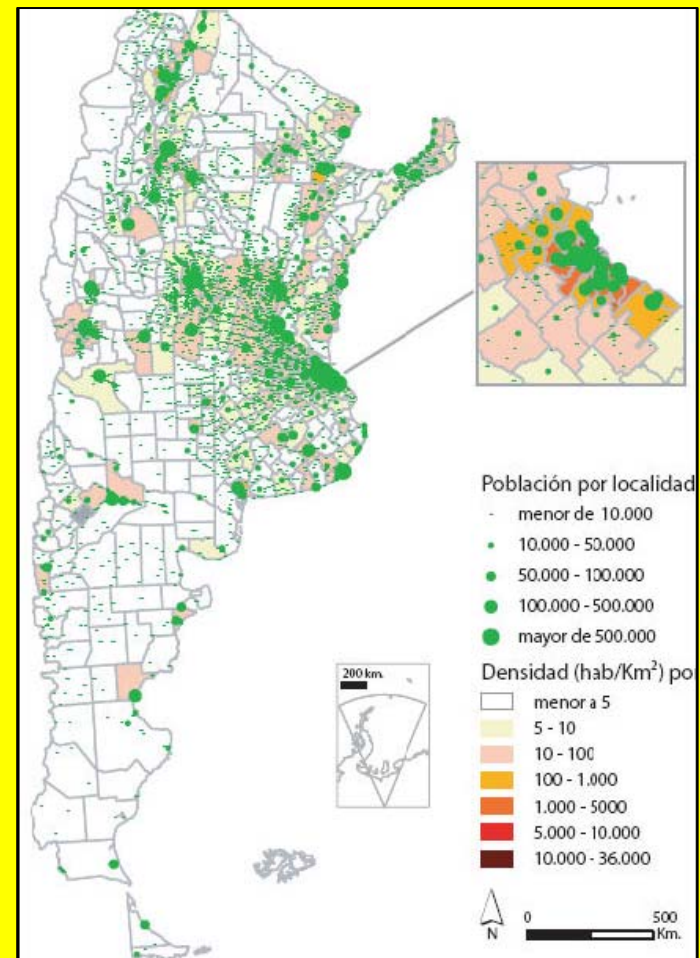 Población por localidad
menor de 10.000
10.000 - 50.000
50.000 - 100.000
100.000 - 500.000
mayor de 500.000
200 km.
Densidad (hab/Km²) po
menor a 5
5 - 10
10 - 100
100 - 1.000
1.000 - 5000
5.000 - 10.000
10.000 - 36.000
N
0 500
Km.